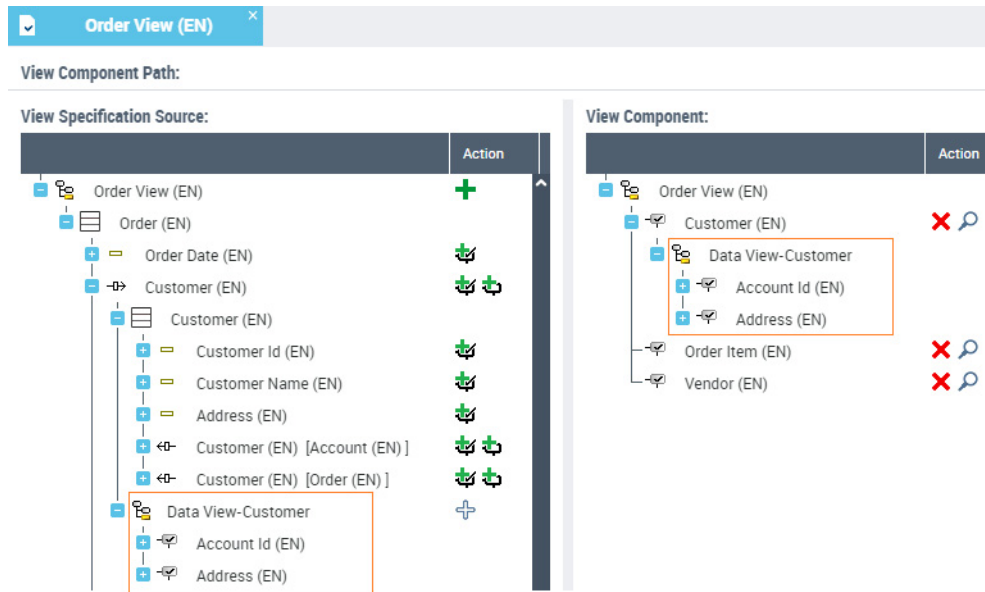 Order View (EN)
View Component Path:
View Specification Source:
Action
Order View (EN)
Order (EN)
Order Date (EN)
Customer (EN)
Customer (EN)
Customer Id (EN)
Customer Name (EN)
Address (EN)
Customer (EN) [Account (EN) ]
Customer (EN) [Order (EN) ]
Data View-Customer
Account Id (EN)
Address (EN)
View Component:
Action
Order View (EN)
Customer (EN)
Data View-Customer
Account Id (EN)
Address (EN)
Order Item (EN)
Vendor (EN)